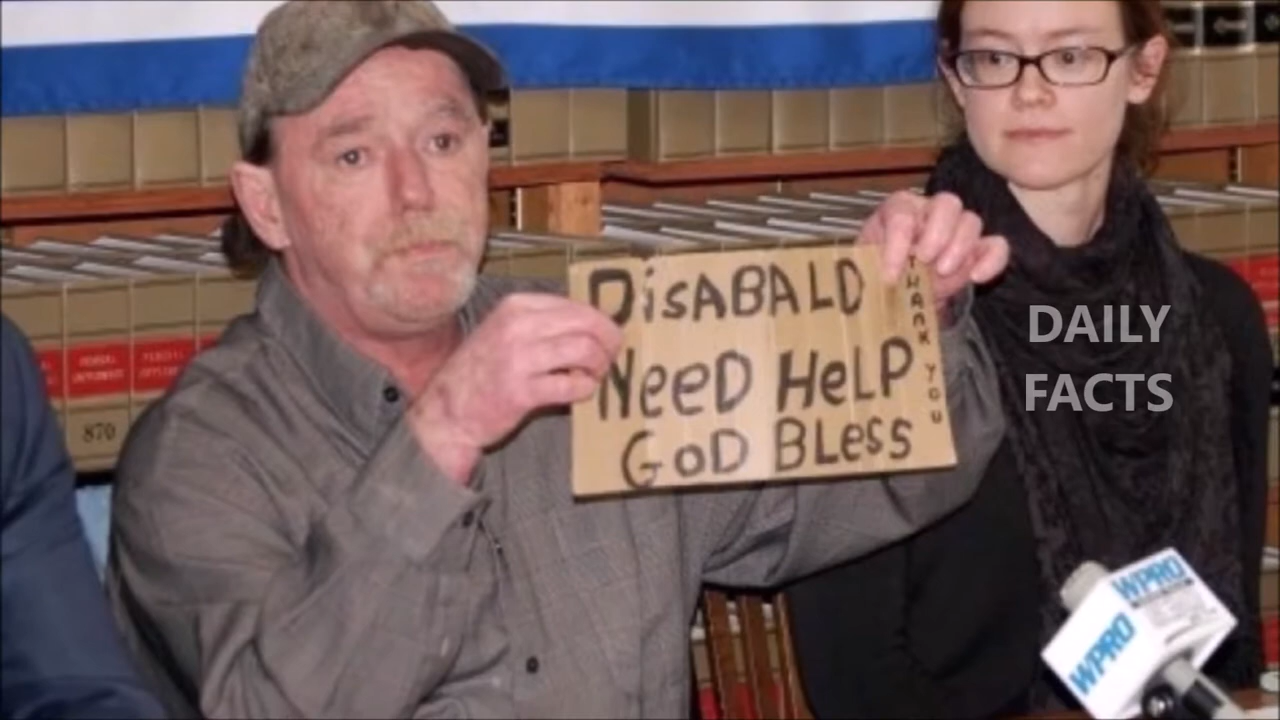 DiSABALD
NeeD HeLP
GoD BLess
THANK YOU
DAILY
FACTS
WPRO
WPRO
870